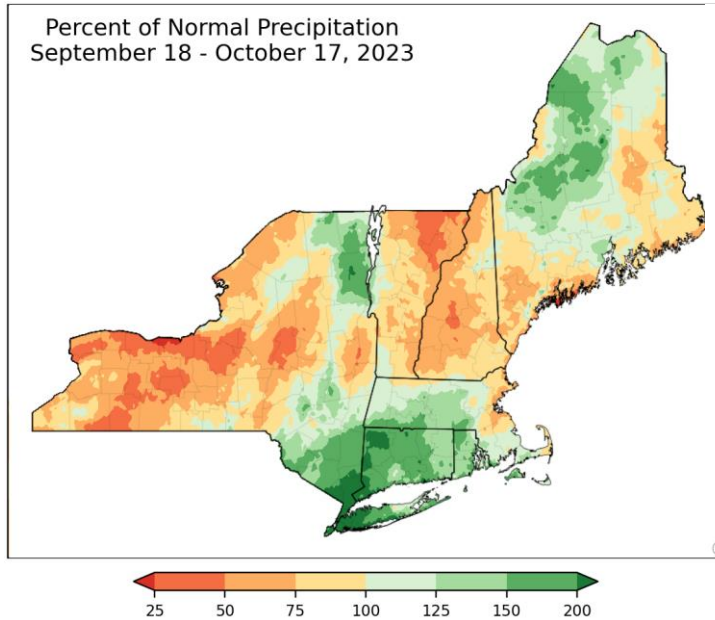 Percent of Normal Precipitation
September 18 - October 17, 2023
25 50 75 100 125 150 200